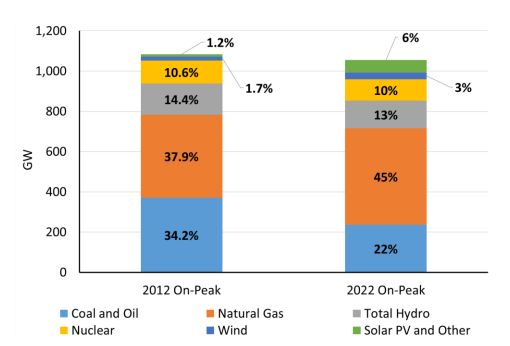 1,200
1,000
800
600
400
200
0
GW
1.2%
1.7%
10.6%
14.4%
37.9%
34.2%
6%
3%
10%
13%
45%
22%
2012 On-Peak
2022 On-Peak
Coal and Oil
Natural Gas
Total Hydro
Nuclear
Wind
Solar PV and Other